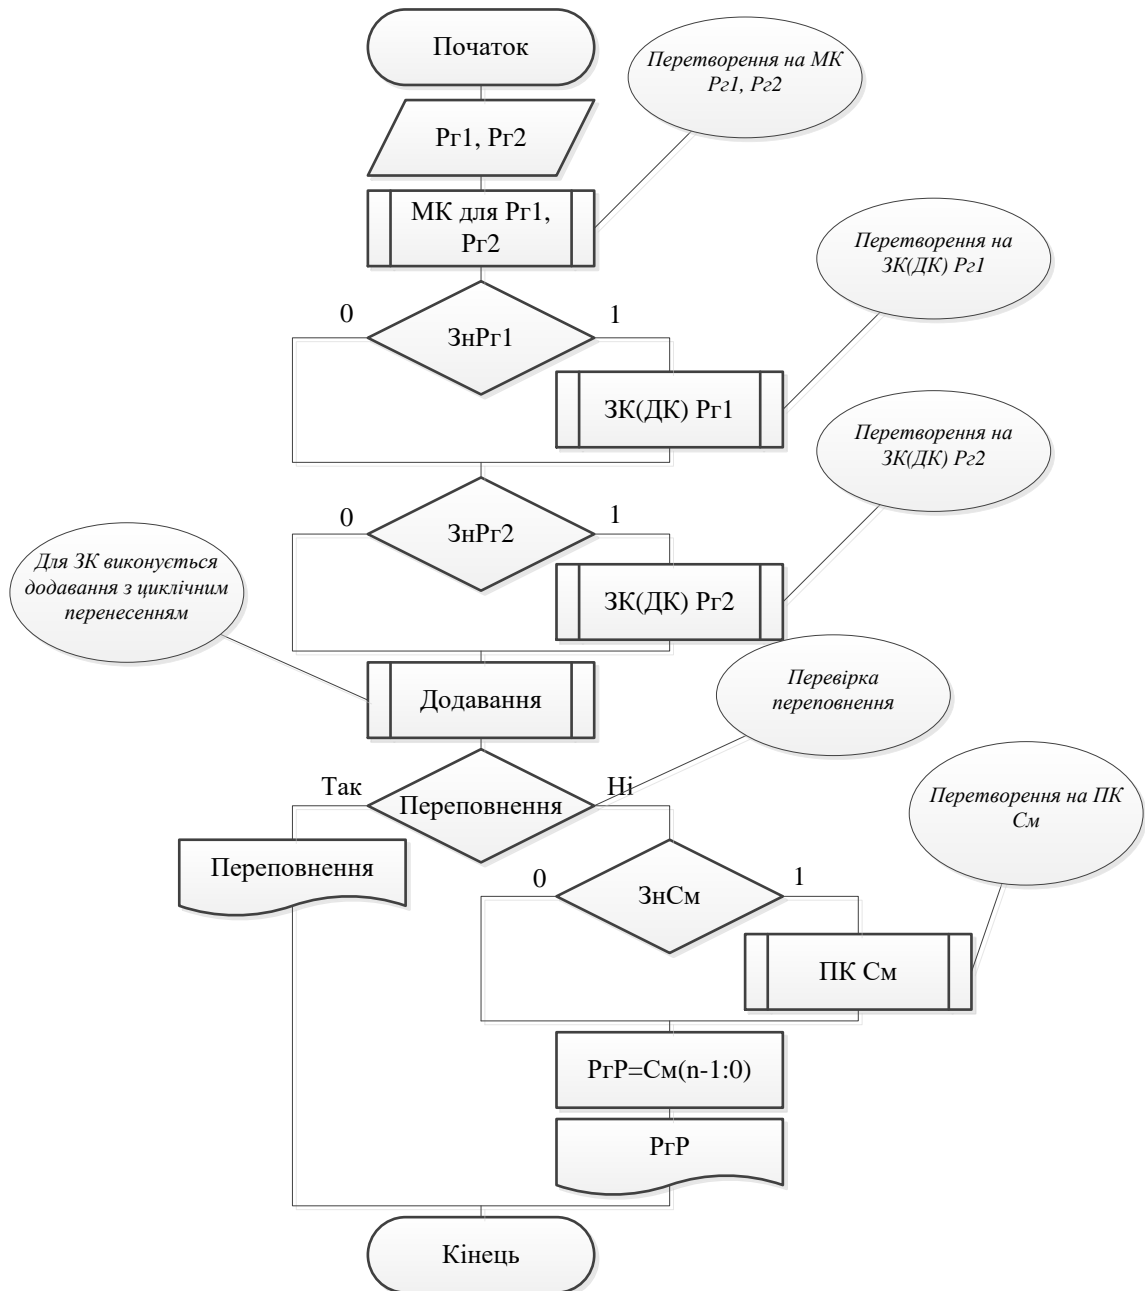 Початок
Перетворення на МК
Рг1, Рг2
Рг1, Рг2
МК для Рг1,
Рг2
Перетворення на
ЗК(ДК) Рг1
0
ЗнРг1
1
ЗК(ДК) Рг1
Перетворення на
ЗК(ДК) Рг2
0
ЗнРг2
1
Для ЗК виконується
додавання з циклічним
перенесенням
ЗК(ДК) Рг2
Додавання
Перевірка
переповнення
Так
Переповнення
Ні
Перетворення на ПК
См
Переповнення
0
ЗнСм
1
ПК См
РгР=См(n-1:0)
РгР
Кінець